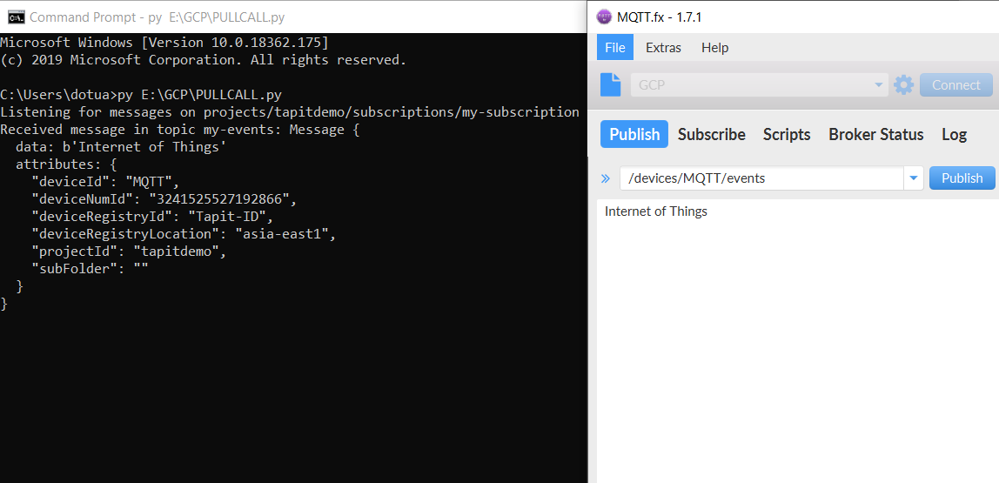 Command Prompt - py  E:\GCP\PULLCALL.py
Microsoft Windows [Version 10.0.18362.175]
(c) 2019 Microsoft Corporation. All rights reserved.
C:\Users\dotua>py E:\GCP\PULLCALL.py
Listening for messages on projects/tapitdemo/subscriptions/my-subscription
Received message in topic my-events: Message {
  data: b'Internet of Things'
  attributes: {
    "deviceId": "MQTT",
    "deviceNumId": "3241525527192866",
    "deviceRegistryId": "Tapit-ID",
    "deviceRegistryLocation": "asia-east1",
    "projectId": "tapitdemo",
    "subFolder": ""
  }
}
MQTT.fx - 1.7.1
File Extras Help
GCP Connect
Publish Subscribe Scripts Broker Status Log
/devices/MQTT/events Publish
Internet of Things